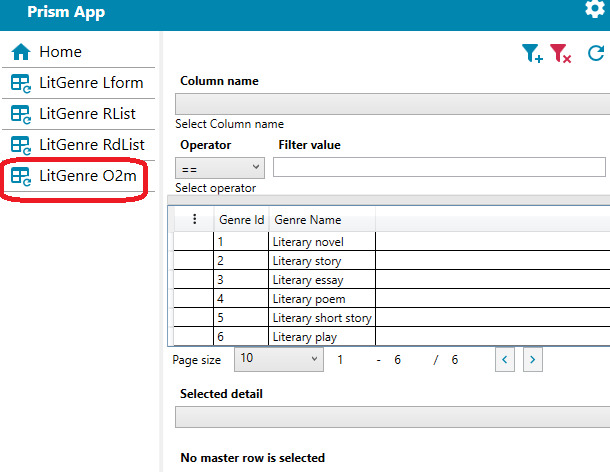 Prism App
Home
LitGenre Lform
LitGenre RList
LitGenre RdList
LitGenre O2m
Column name
Select Column name
Operator Filter value
==
Select operator
Genre Id Genre Name
1 Literary novel
2 Literary story
3 Literary essay
4 Literary poem
5 Literary short story
6 Literary play
Page size 10 1 - 6 / 6 < >
Selected detail
No master row is selected